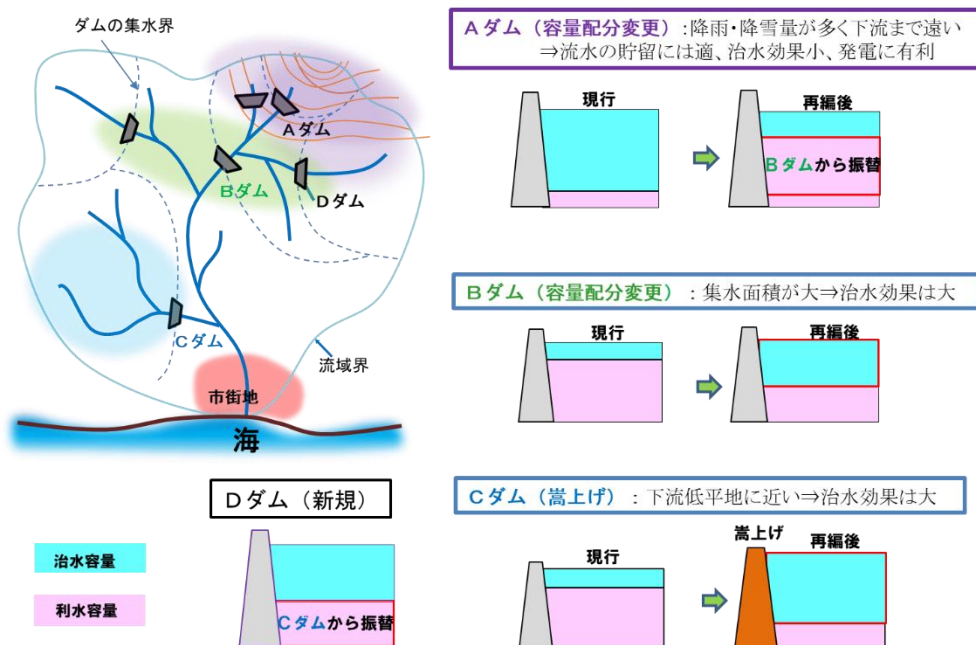 ダムの集水界
Aダム
Bダム
Dダム
Cダム
流域界
市街地
海
Aダム（容量配分変更）：降雨・降雪量が多く下流まで遠い
⇒流水の貯留には適、治水効果小、発電に有利
現行
再編後
Bダムから振替
Bダム（容量配分変更）：集水面積が大⇒治水効果は大
現行
再編後
Cダム（嵩上げ）：下流低平地に近い⇒治水効果は大
現行
嵩上げ
再編後
Dダム（新規）
Cダムから振替
治水容量
利水容量